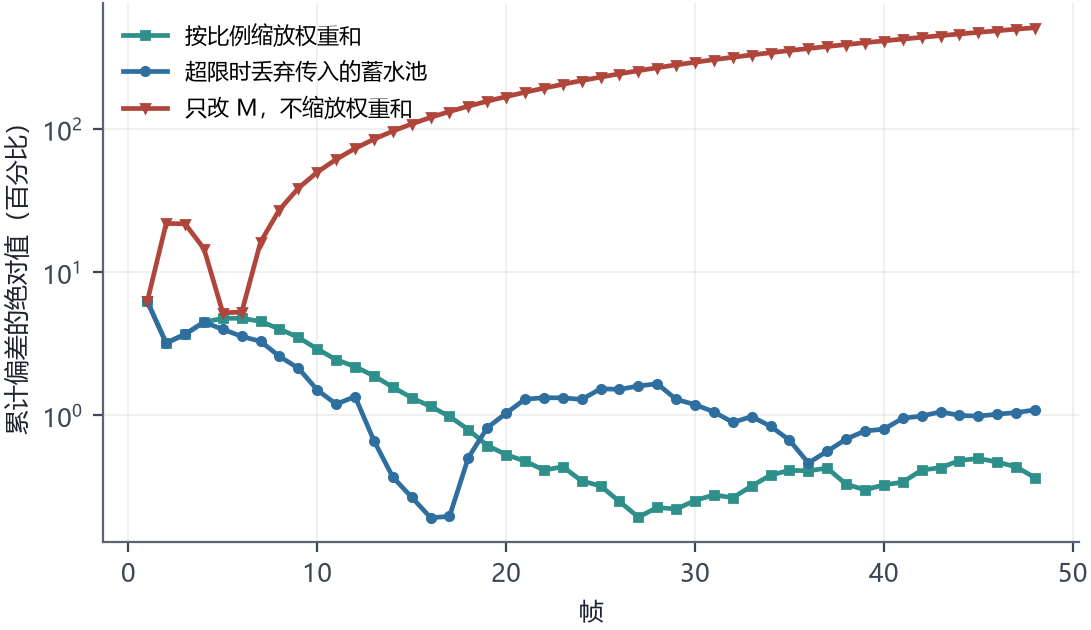 按比例缩放权重和
超限时丢弃传入的蓄水池
只改 M，不缩放权重和
累计偏差的绝对值（百分比）
10²
10¹
10⁰
0 10 20 30 40 50
帧